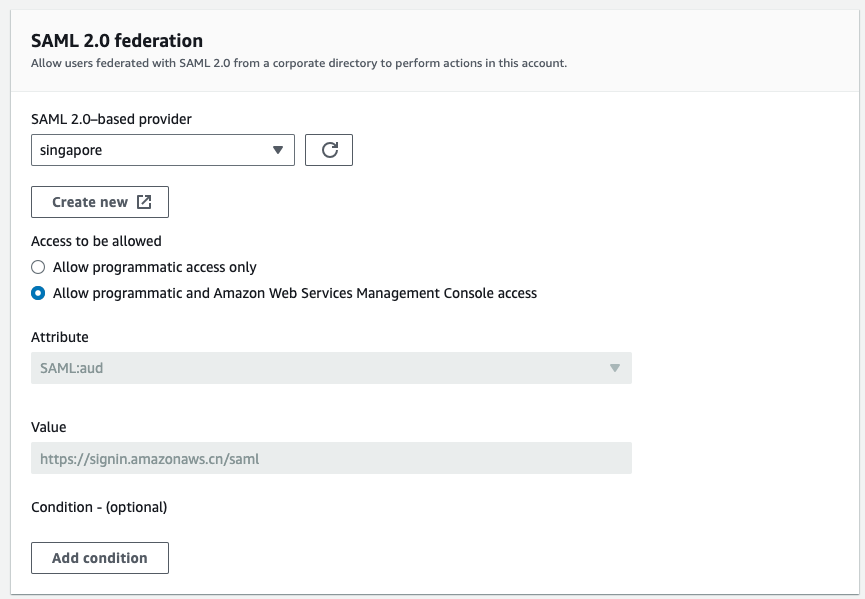 SAML 2.0 federation
Allow users federated with SAML 2.0 from a corporate directory to perform actions in this account.
SAML 2.0–based provider
singapore
Create new
Access to be allowed
Allow programmatic access only
Allow programmatic and Amazon Web Services Management Console access
Attribute
SAML:aud
Value
https://signin.amazonaws.cn/saml
Condition - (optional)
Add condition